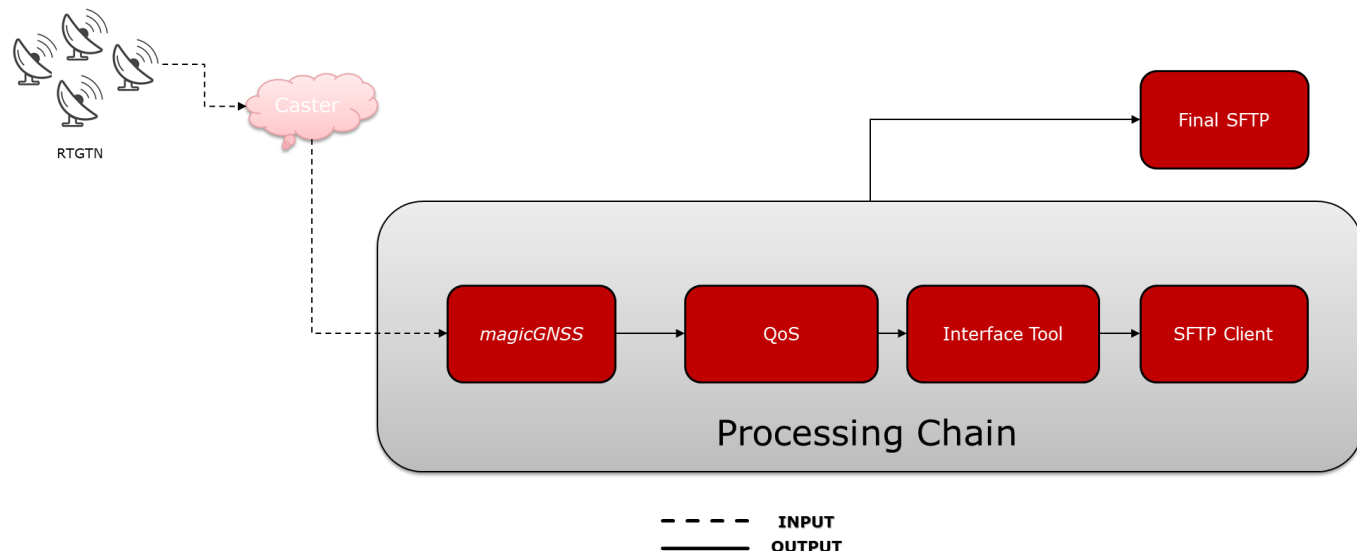 Caster
RTGTN
Final SFTP
magicGNSS
QoS
Interface Tool
SFTP Client
Processing Chain
INPUT
OUTPUT